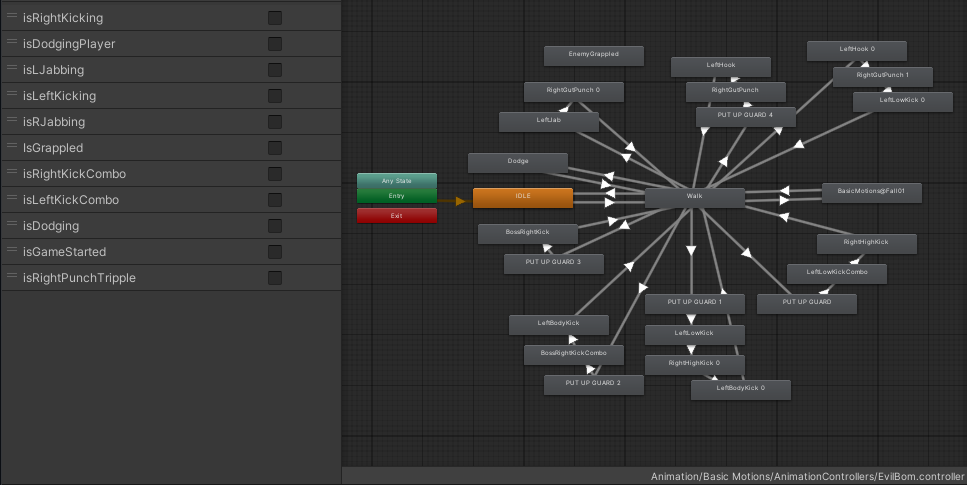 isRightKicking
isDodgingPlayer
isLJabbing
isLeftKicking
isRJabbing
IsGrappled
isRightKickCombo
isLeftKickCombo
isDodging
isGameStarted
isRightPunchTripple
EnemyGrappled
LeftHook
LeftHook 0
RightGutPunch 0
RightGutPunch
RightGutPunch 1
LeftJab
PUT UP GUARD 4
LeftLowKick 0
Dodge
Any State
Entry
Exit
IDLE
Walk
BasicMotions@Fall01
BossRightKick
PUT UP GUARD 3
RightHighKick
LeftLowKickCombo
PUT UP GUARD 1
PUT UP GUARD
LeftBodyKick
LeftLowKick
BossRightKickCombo
RightHighKick 0
PUT UP GUARD 2
LeftBodyKick 0
Animation/Basic Motions/AnimationControllers/EvilBom.controller